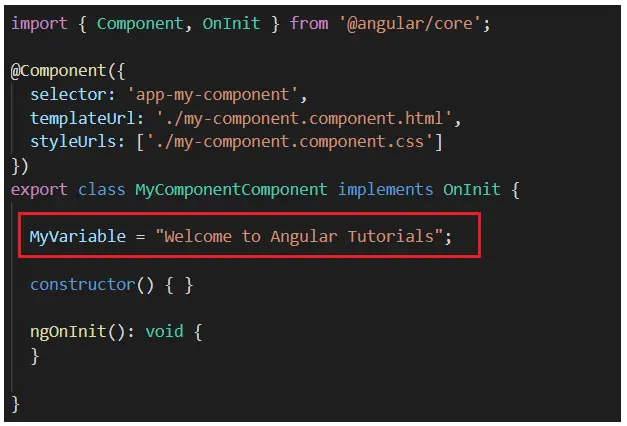 import { Component, OnInit } from '@angular/core';
@Component({
selector: 'app-my-component',
templateUrl: './my-component.component.html',
styleUrls: ['./my-component.component.css']
})
export class MyComponentComponent implements OnInit {
MyVariable = "Welcome to Angular Tutorials";
constructor() { }
ngOnInit(): void {
}
}